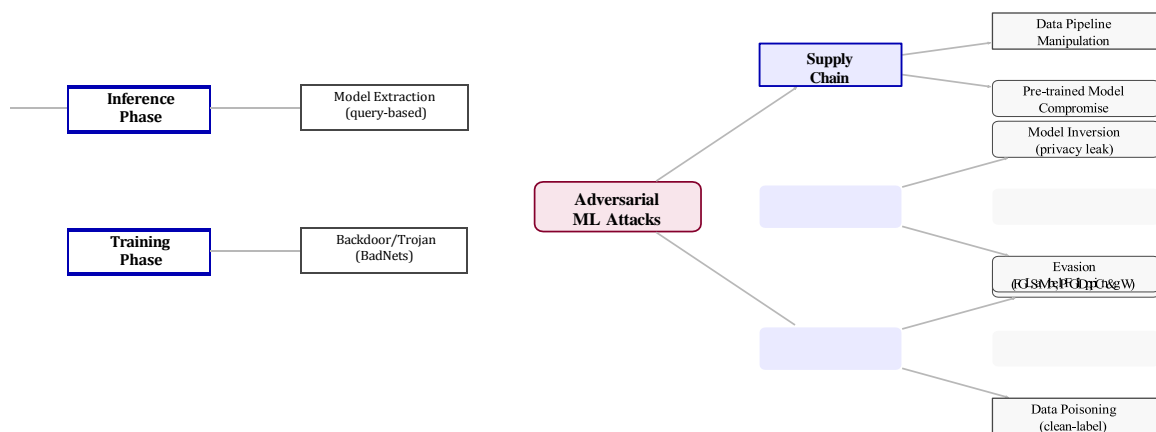 Inference
Phase
Model Extraction
(query-based)
Training
Phase
Backdoor/Trojan
(BadNets)
Adversarial
ML Attacks
Supply
Chain
Data Pipeline
Manipulation
Pre-trained Model
Compromise
Model Inversion
(privacy leak)
Evasion
Data Poisoning
(clean-label)